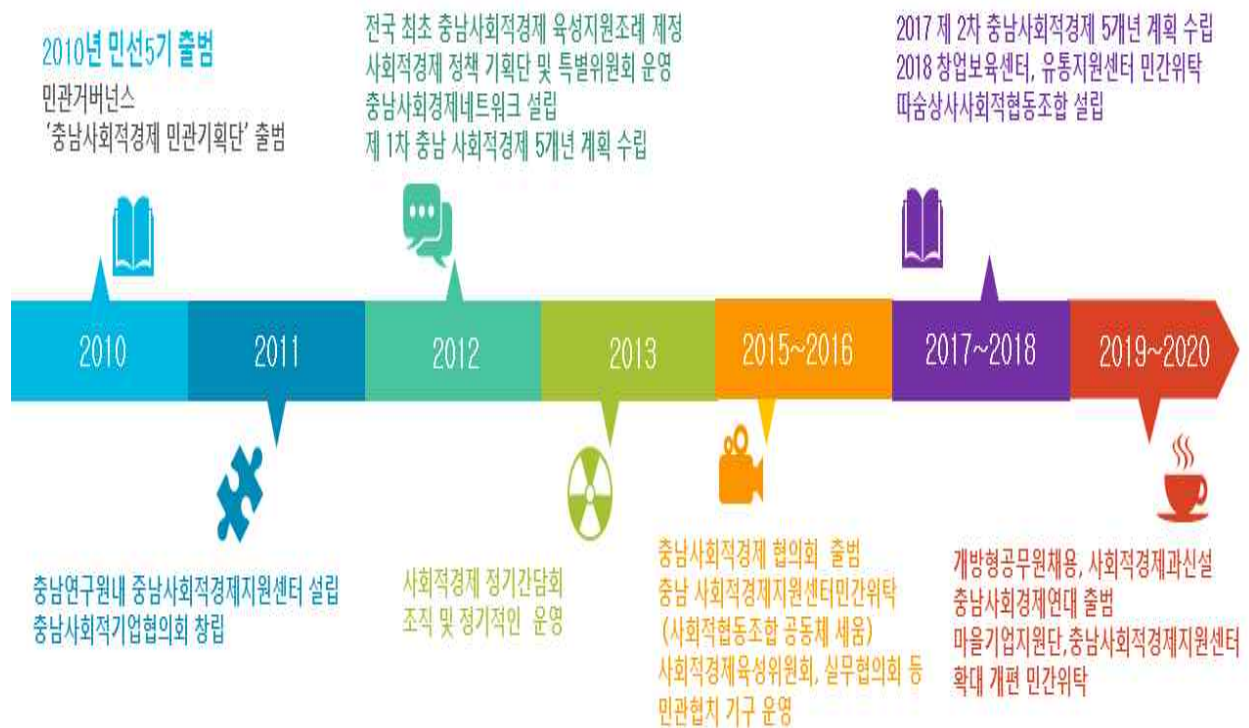 2010년 민선5기 출범
민관거버넌스
'충남사회적경제 민관기획단' 출범
전국 최초 충남사회적경제 육성지원조례 제정
사회적경제 정책 기획단 및 특별위원회 운영
충남사회경제네트워크 설립
제 1차 충남 사회적경제 5개년 계획 수립
2017 제 2차 충남사회적경제 5개년 계획 수립
2018 창업보육센터, 유통지원센터 민간위탁
따숨상사사회적협동조합 설립
2010
2011
2012
2013
2015~2016
2017~2018
2019~2020
충남연구원내 충남사회적경제지원센터 설립
충남사회적기업협의회 창립
사회적경제 정기간담회
조직 및 정기적인 운영
충남사회적경제 협의회 출범
충남 사회적경제지원센터민간위탁
(사회적협동조합 공동체 세움)
사회적경제육성위원회, 실무협의회 등
민관협치 기구 운영
개방형공무원채용, 사회적경제과신설
충남사회경제연대 출범
마을기업지원단,충남사회적경제지원센터
확대 개편 민간위탁